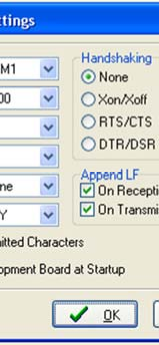 ttings
M1
Handshaking
None
00
Xon/Xoff
RTS/CTS
DTR/DSR
Append LF
ne
On Recepti
Y
On Transmi
itted Characters
opment Board at Startup
OK